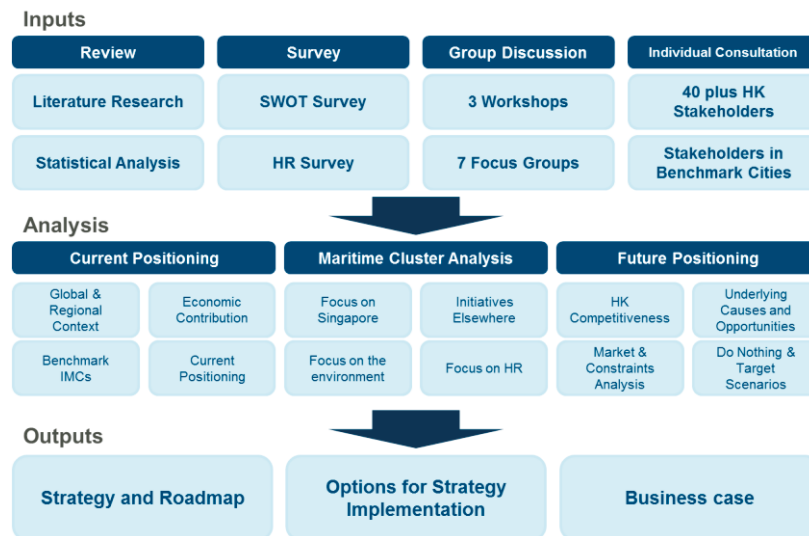 Inputs
Review
Survey
Group Discussion
Individual Consultation
Literature Research
SWOT Survey
3 Workshops
40 plus HK
Stakeholders
Statistical Analysis
HR Survey
7 Focus Groups
Stakeholders in
Benchmark Cities
Analysis
Current Positioning
Maritime Cluster Analysis
Future Positioning
Global &
Regional
Context
Economic
Contribution
Focus on
Singapore
Initiatives
Elsewhere
HK
Competitiveness
Underlying
Causes and
Opportunities
Benchmark
IMCs
Current
Positioning
Focus on the
environment
Focus on HR
Market &
Constraints
Analysis
Do Nothing &
Target
Scenarios
Outputs
Strategy and Roadmap
Options for Strategy
Implementation
Business case